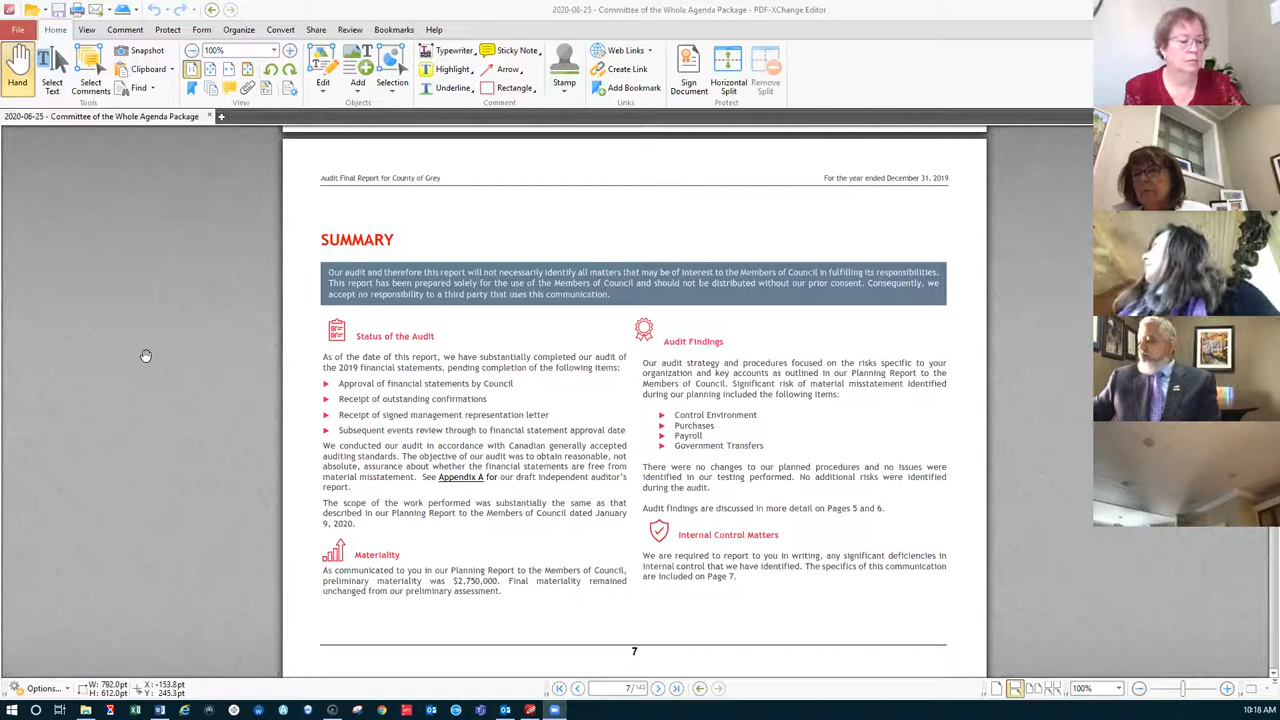 2020-06-25 - Committee of the Whole Agenda Package - PDF-XChange Editor
File Home View Comment Protect Form Organize Convert Share Review Bookmarks Help
Hand
Select Text
Select Comments
Snapshot
Clipboard
Find
Tools
100%
View
Edit
Add
Selection
Objects
Typewriter
Highlight
Underline
Sticky Note
Arrow
Rectangle
Stamp
Comment
Web Links
Create Link
Add Bookmark
Links
Sign Document
Horizontal Split
Remove Split
Protect
2020-06-25 - Committee of the Whole Agenda Package
Audit Final Report for County of Grey
For the year ended December 31, 2019
SUMMARY
Our audit and therefore this report will not necessarily identify all matters that may be of interest to the Members of Council in fulfilling its responsibilities.
This report has been prepared solely for the use of the Members of Council and should not be distributed without our prior consent. Consequently, we
accept no responsibility to a third party that uses this communication.
Status of the Audit
As of the date of this report, we have substantially completed our audit of
the 2019 financial statements, pending completion of the following items:
Approval of financial statements by Council
Receipt of outstanding confirmations
Receipt of signed management representation letter
Subsequent events review through to financial statement approval date
We conducted our audit in accordance with Canadian generally accepted
auditing standards. The objective of our audit was to obtain reasonable, not
absolute, assurance about whether the financial statements are free from
material misstatement. See Appendix A for our draft independent auditor's
report.
The scope of the work performed was substantially the same as that
described in our Planning Report to the Members of Council dated January
9, 2020.
Materiality
As communicated to you in our Planning Report to the Members of Council,
preliminary materiality was $2,750,000. Final materiality remained
unchanged from our preliminary assessment.
Audit Findings
Our audit strategy and procedures focused on the risks specific to your
organization and key accounts as outlined in our Planning Report to the
Members of Council. Significant risk of material misstatement identified
during our planning included the following items:
Control Environment
Purchases
Payroll
Government Transfers
There were no changes to our planned procedures and no issues were
identified in our testing performed. No additional risks were identified
during the audit.
Audit findings are discussed in more detail on Pages 5 and 6.
Internal Control Matters
We are required to report to you in writing, any significant deficiencies in
internal control that we have identified. The specifics of this communication
are included on Page 7.
7
Options...
W: 792.0pt
H: 612.0pt
X: -153.8pt
Y: 245.3pt
7 / 143
100%
10:18 AM